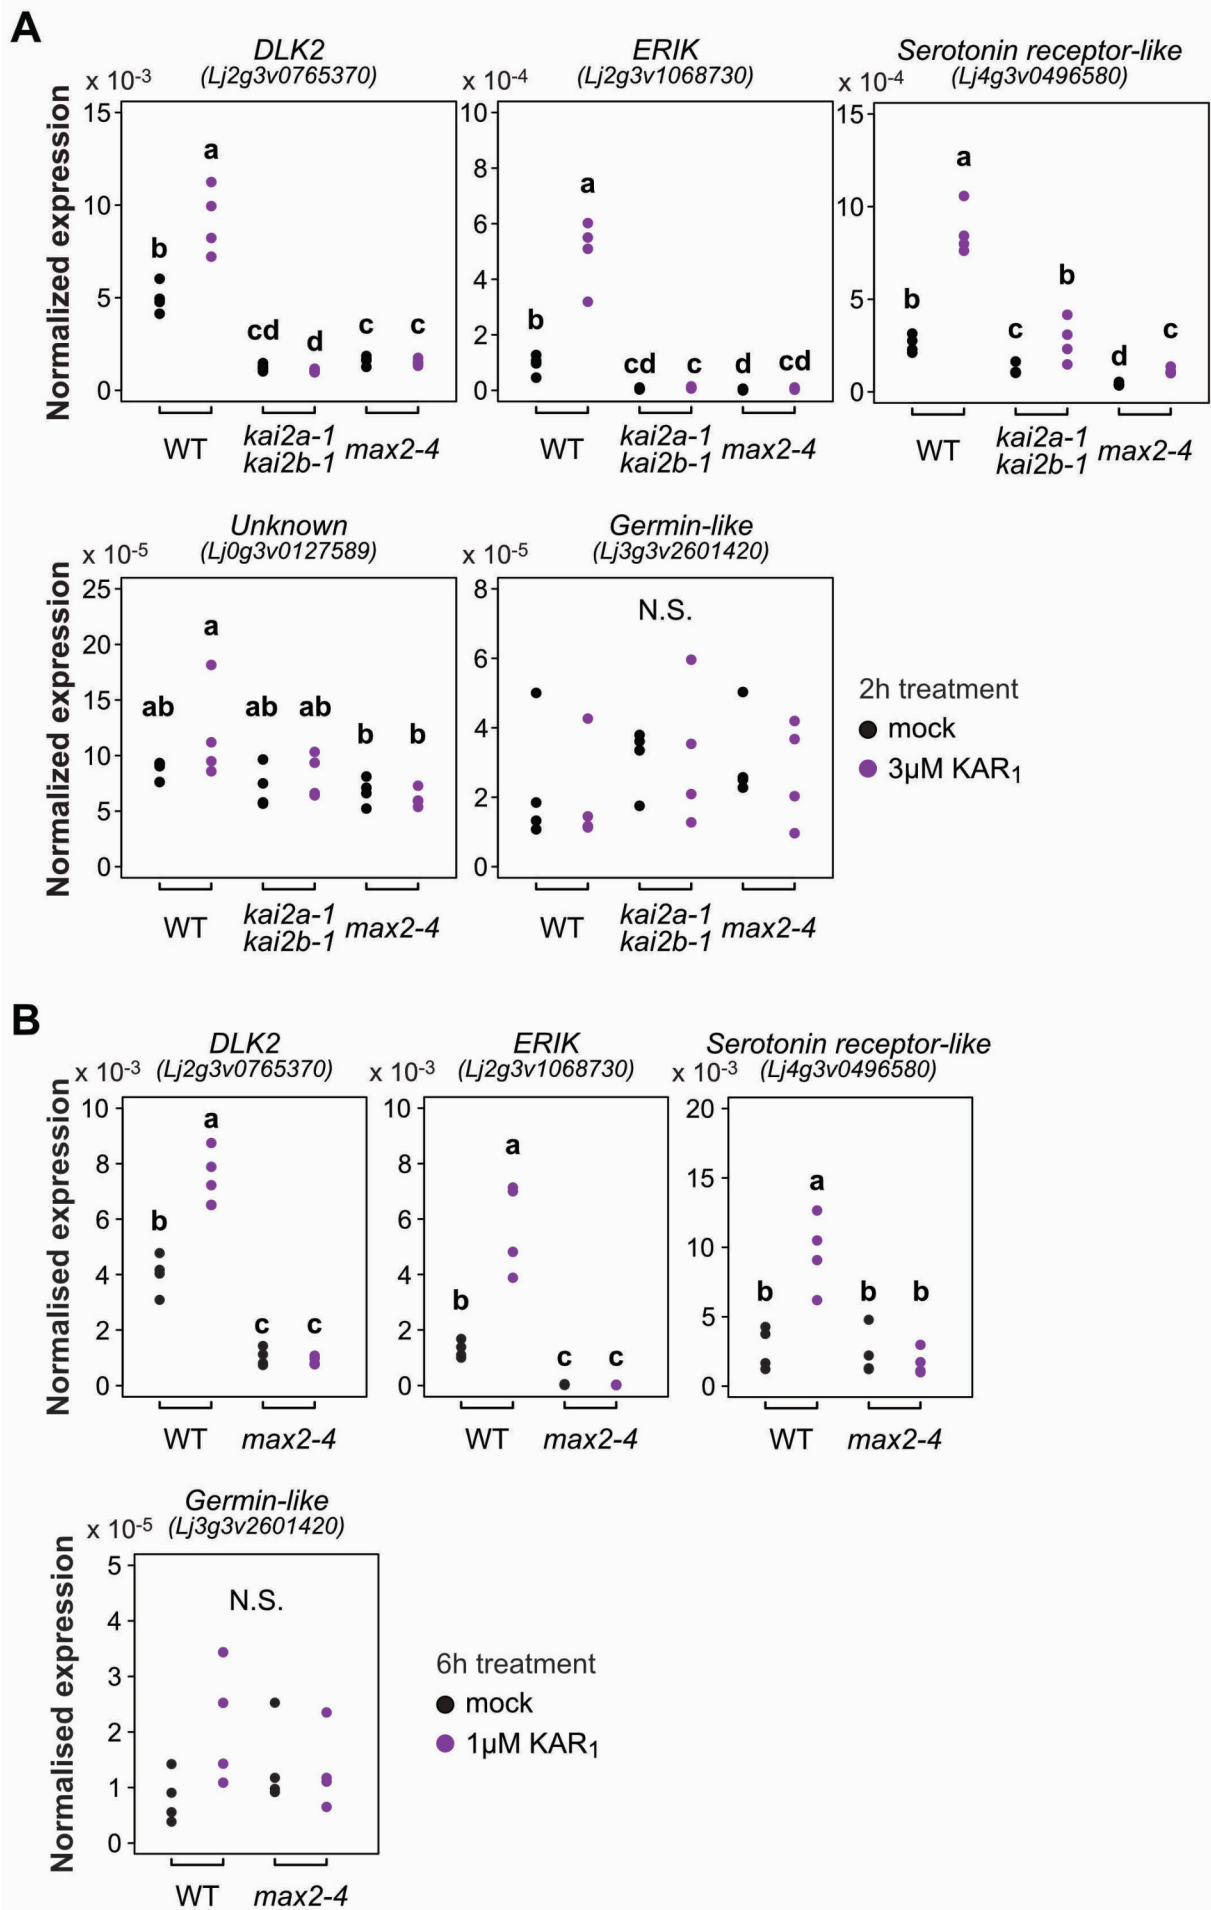 A
DLK2
(Lj2g3v0765370)
x 10-3
Normalized expression
15
10
5
0
b
a
cd
d
c
c
WT
kai2a-1
kai2b-1
max2-4
ERIK
(Lj2g3v1068730)
x 10-4
10
8
6
4
2
0
b
a
cd
c
d
cd
WT
kai2a-1
kai2b-1
max2-4
Serotonin receptor-like
(Lj4g3v0496580)
x 10-4
15
10
5
0
b
a
c
b
d
c
WT
kai2a-1
kai2b-1
max2-4
Unknown
(Lj0g3v0127589)
x 10-5
Normalized expression
25
20
15
10
5
0
ab
a
ab
ab
b
b
WT
kai2a-1
kai2b-1
max2-4
Germin-like
(Lj3g3v2601420)
x 10-5
8
6
4
2
0
N.S.
WT
kai2a-1
kai2b-1
max2-4
2h treatment
mock
3µM KAR1
B
DLK2
(Lj2g3v0765370)
x 10-3
Normalised expression
10
8
6
4
2
0
b
a
c
c
WT
max2-4
ERIK
(Lj2g3v1068730)
x 10-3
10
8
6
4
2
0
b
a
c
c
WT
max2-4
Serotonin receptor-like
(Lj4g3v0496580)
x 10-3
20
15
10
5
0
b
a
b
b
WT
max2-4
Germin-like
(Lj3g3v2601420)
x 10-5
Normalised expression
5
4
3
2
1
0
N.S.
WT
max2-4
6h treatment
mock
1µM KAR1